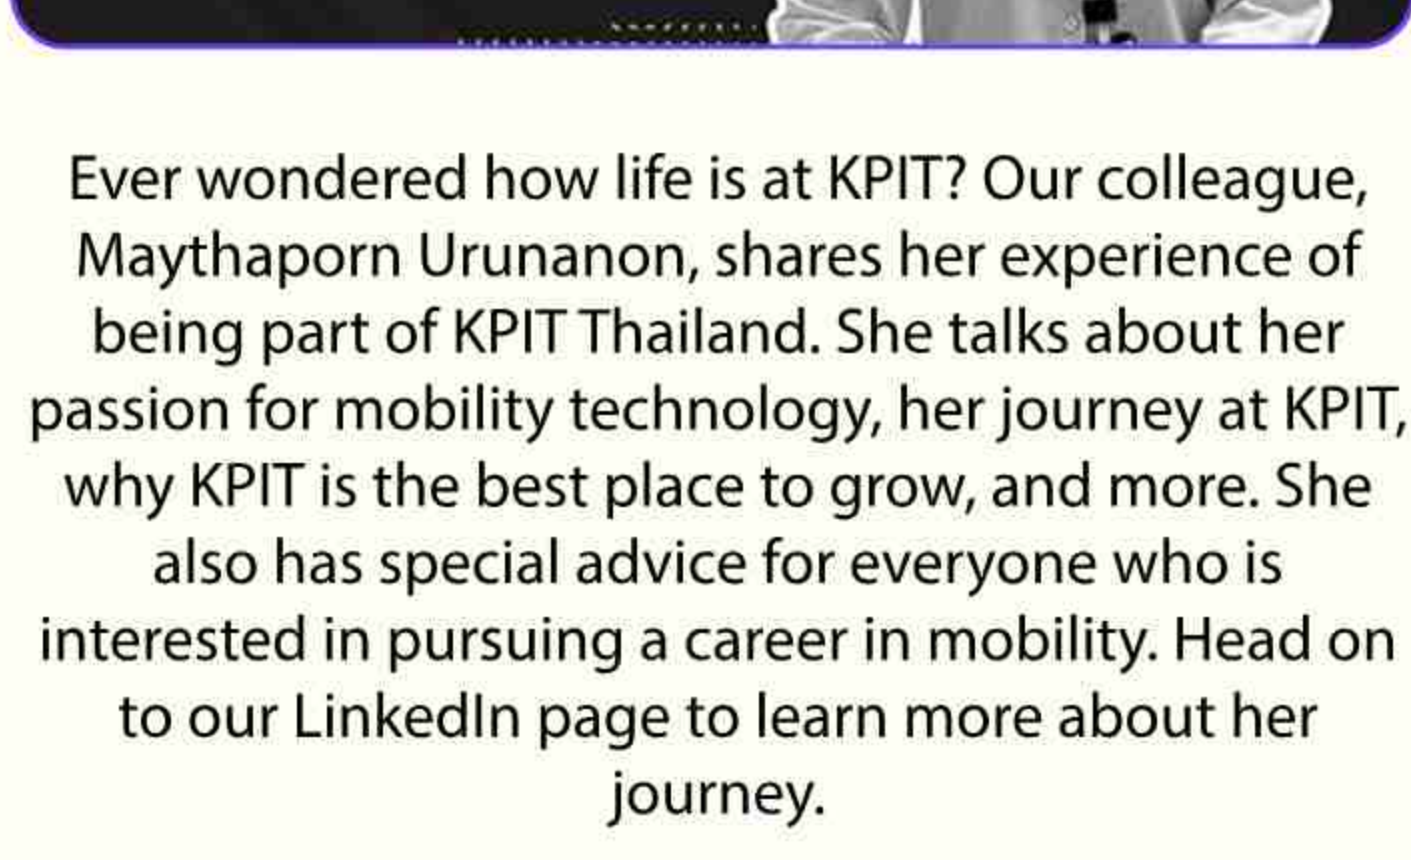 Ever wondered how life is at KPIT? Our colleague,
Maythaporn Urunanon, shares her experience of
being part of KPIT Thailand. She talks about her
passion for mobility technology, her journey at KPIT,
why KPIT is the best place to grow, and more. She
also has special advice for everyone who is
interested in pursuing a career in mobility. Head on
to our LinkedIn page to learn more about her
journey.